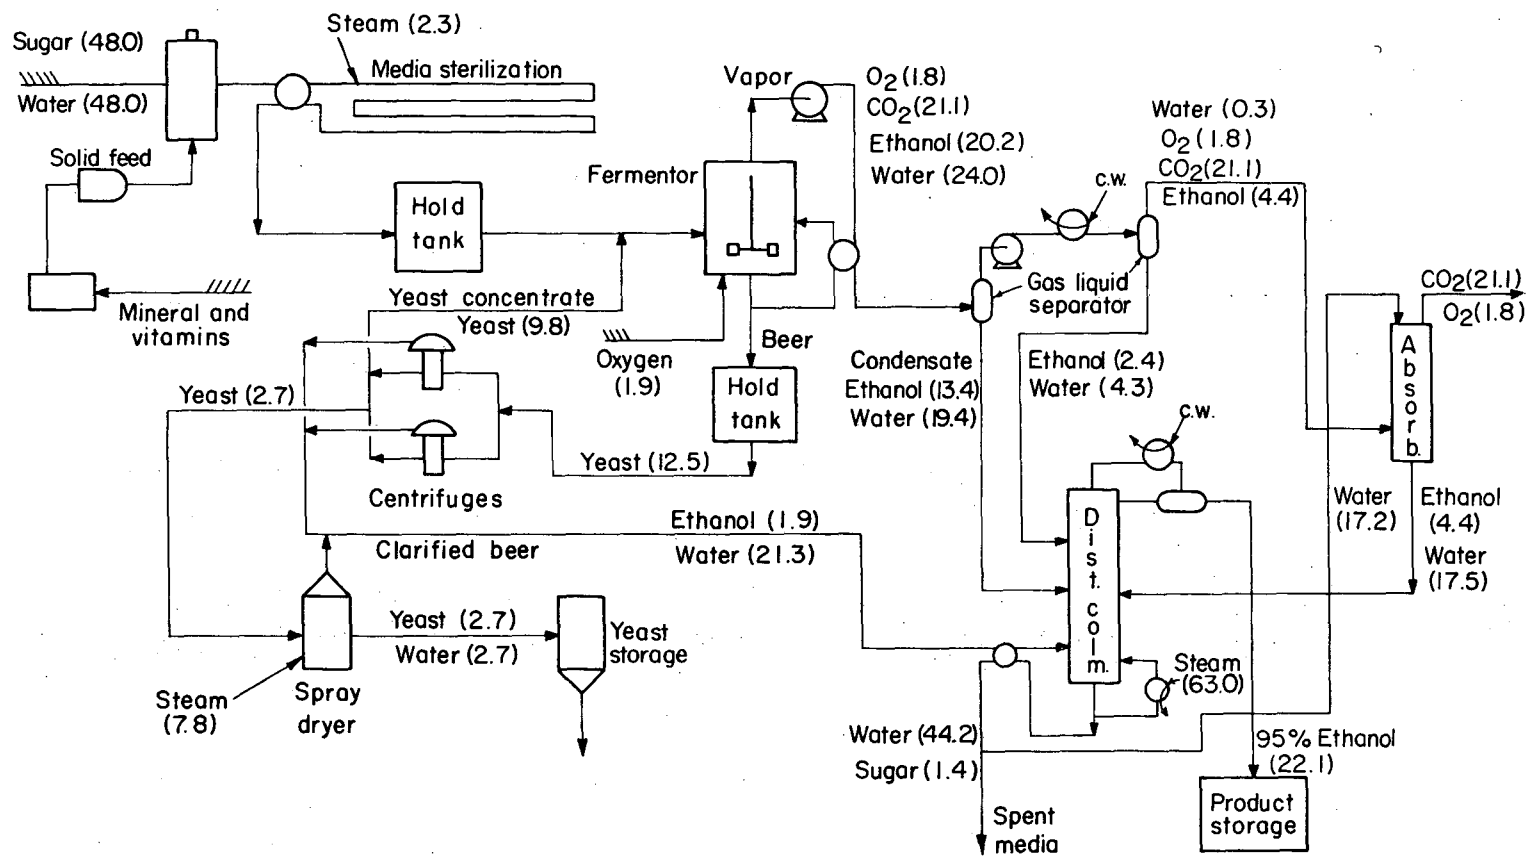 Sugar (48.0)
Water (48.0)
Steam (2.3)
Media sterilization
Solid feed
Mineral and
vitamins
Hold
tank
Vapor
Fermentor
O₂(1.8)
CO₂(21.1)
Ethanol (20.2)
Water (24.0)
Water (0.3)
O₂(1.8)
CO₂(21.1)
Ethanol (4.4)
c.w.
Gas liquid
separator
Yeast concentrate
Yeast (9.8)
Oxygen
(1.9)
Beer
Hold
tank
Yeast (2.7)
Yeast (12.5)
Centrifuges
Condensate
Ethanol (13.4)
Water (19.4)
Ethanol (2.4)
Water (4.3)
c.w.
CO₂(21.1)
O₂(1.8)
Absorb.
Water
(17.2)
Ethanol
(4.4)
Water
(17.5)
Dist. colm.
Ethanol (1.9)
Water (21.3)
Clarified beer
Yeast (2.7)
Water (2.7)
Yeast
storage
Steam
(7.8)
Spray
dryer
Steam
(63.0)
Water (44.2)
Sugar (1.4)
Spent
media
95% Ethanol
(22.1)
Product
storage